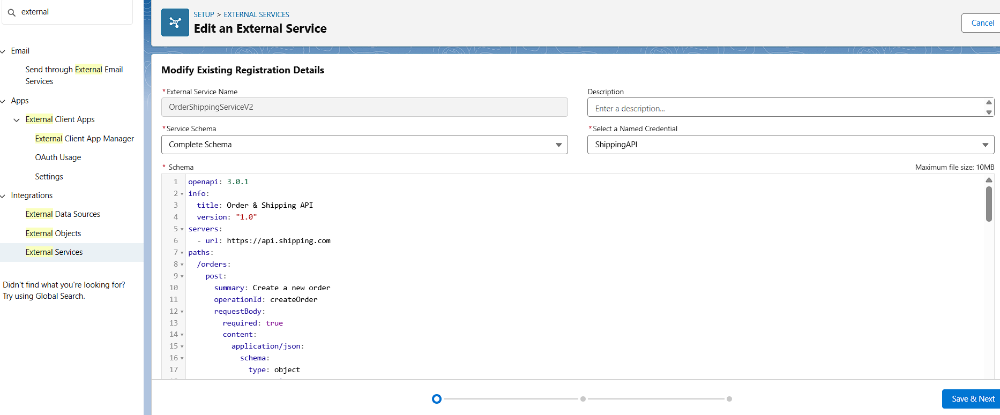 external
Email
Send through External Email
Services
Apps
External Client Apps
External Client App Manager
OAuth Usage
Settings
Integrations
External Data Sources
External Objects
External Services
Didn't find what you're looking for?
Try using Global Search.
SETUP > EXTERNAL SERVICES
Edit an External Service
Cancel
Modify Existing Registration Details
* External Service Name
OrderShippingServiceV2
Description
Enter a description...
* Service Schema
Complete Schema
* Select a Named Credential
ShippingAPI
* Schema
Maximum file size: 10MB
1 openapi: 3.0.1
2 info:
3 title: Order & Shipping API
4 version: "1.0"
5 servers:
6 - url: https://api.shipping.com
7 paths:
8 /orders:
9 post:
10 summary: Create a new order
11 operationId: createOrder
12 requestBody:
13 required: true
14 content:
15 application/json:
16 schema:
17 type: object
Save & Next